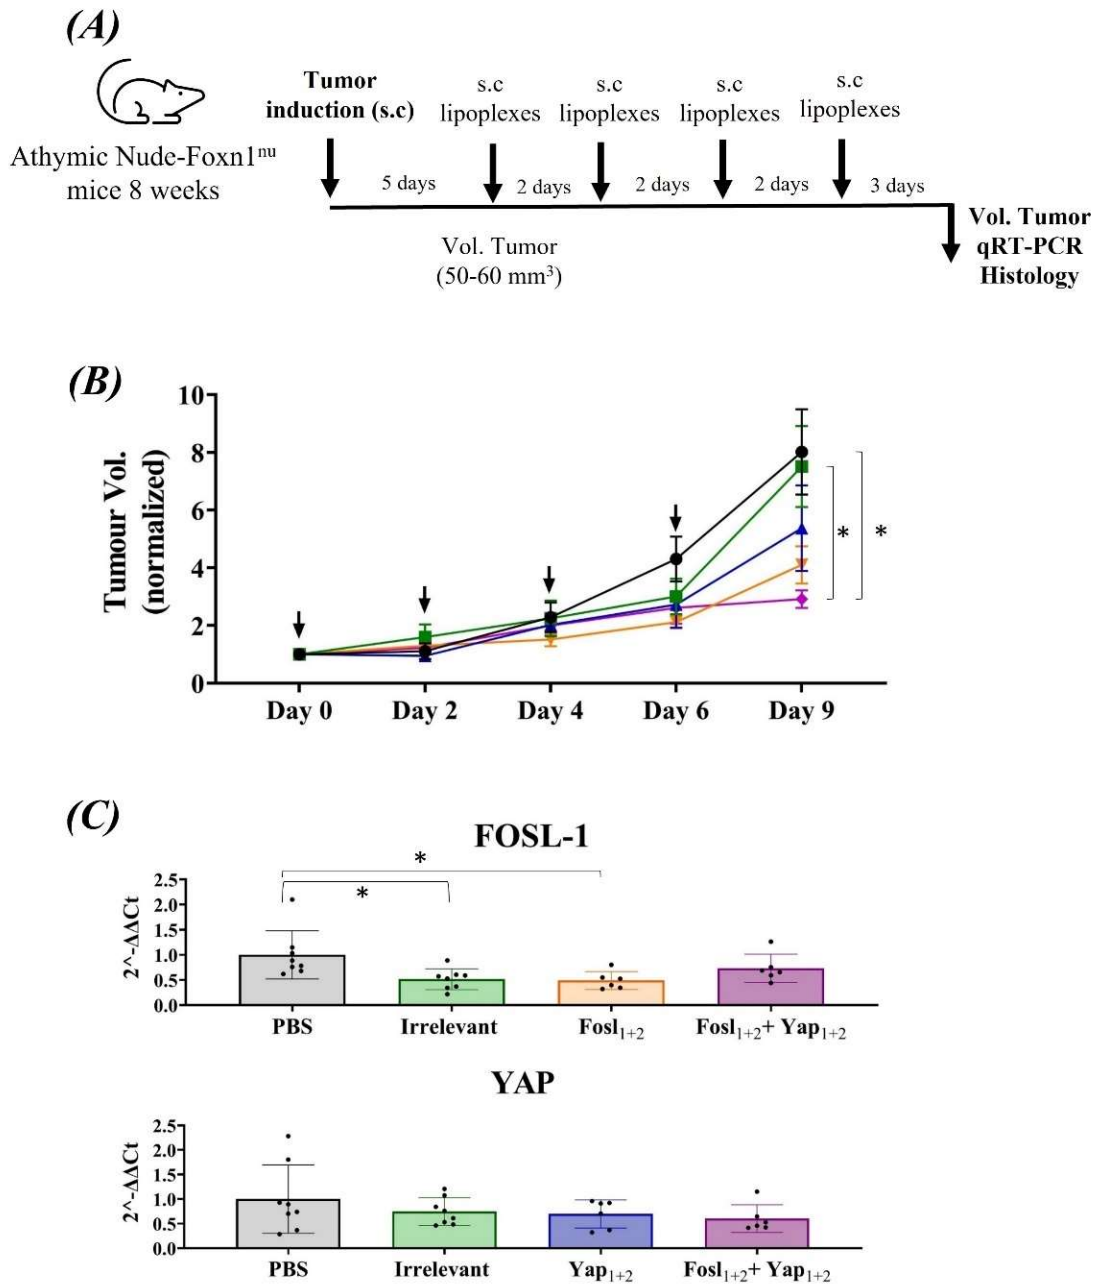 (A)
Tumor
induction (s.c)
s.c
lipoplexes
s.c
lipoplexes
s.c
lipoplexes
s.c
lipoplexes
Athymic Nude-Foxn1ⁿᵘ
mice 8 weeks
5 days
2 days
2 days
2 days
3 days
Vol. Tumor
(50-60 mm³)
Vol. Tumor
qRT-PCR
Histology
(B)
Tumour Vol.
(normalized)
10
8
6
4
2
0
Day 0
Day 2
Day 4
Day 6
Day 9
*
*
(C)
FOSL-1
*
*
2^-ΔΔCt
2.5
2.0
1.5
1.0
0.5
0.0
PBS
Irrelevant
Fosl₁₊₂
Fosl₁₊₂+ Yap₁₊₂
YAP
2^-ΔΔCt
2.5
2.0
1.5
1.0
0.5
0.0
PBS
Irrelevant
Yap₁₊₂
Fosl₁₊₂+ Yap₁₊₂